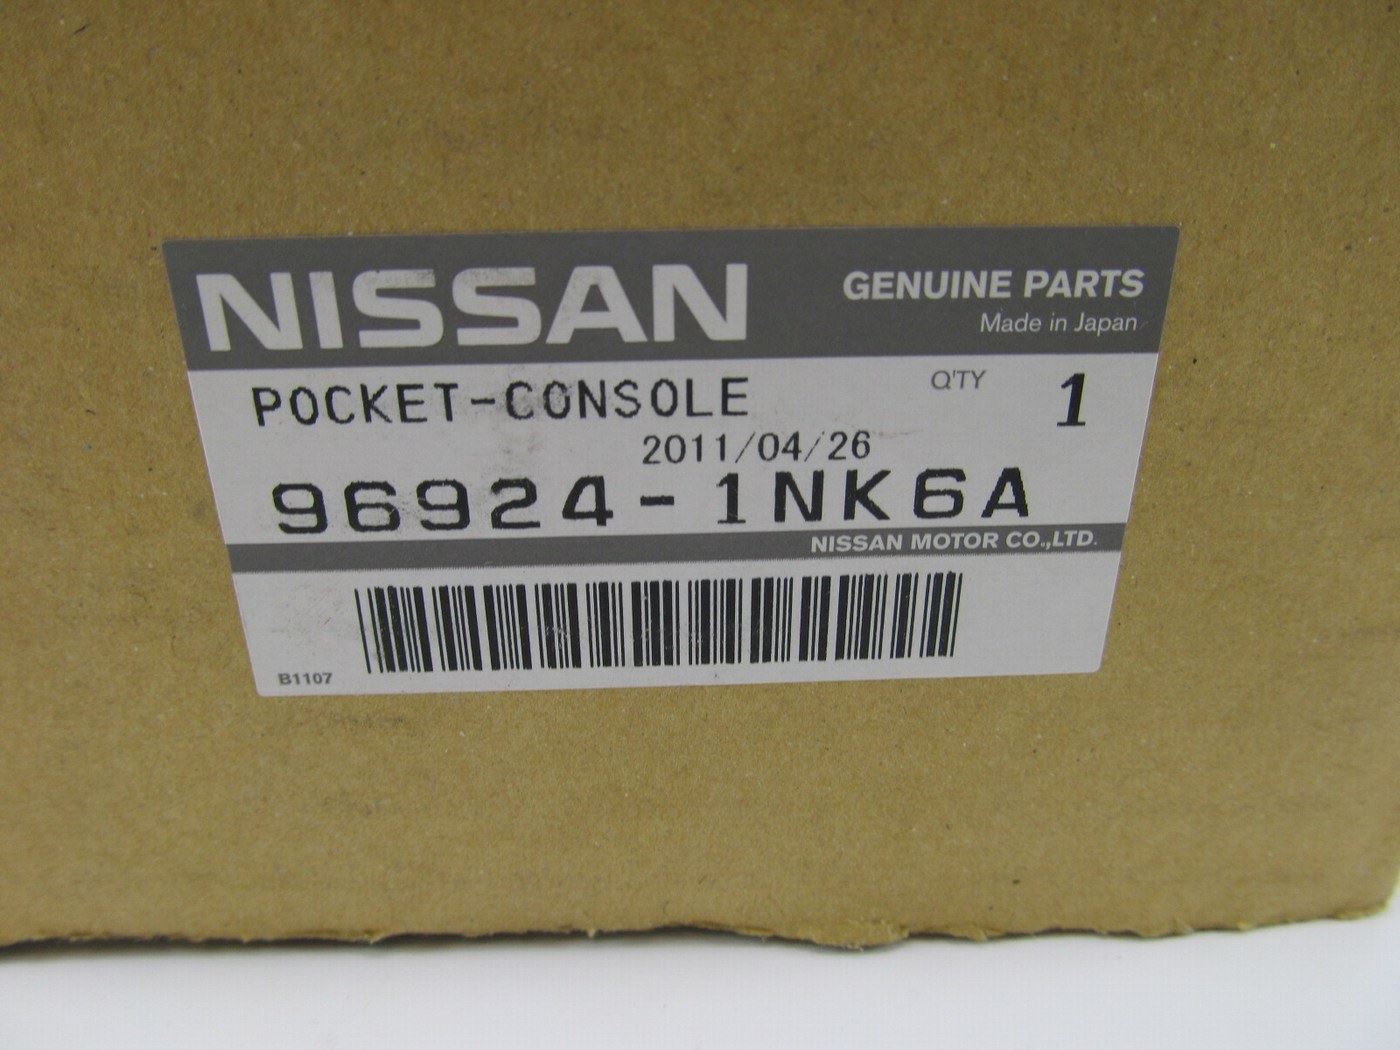 NISSAN
GENUINE PARTS
Made in Japan
POCKET-CONSOLE
Q'TY 1
2011/04/26
96924-1NK6A
NISSAN MOTOR CO.,LTD.
B1107